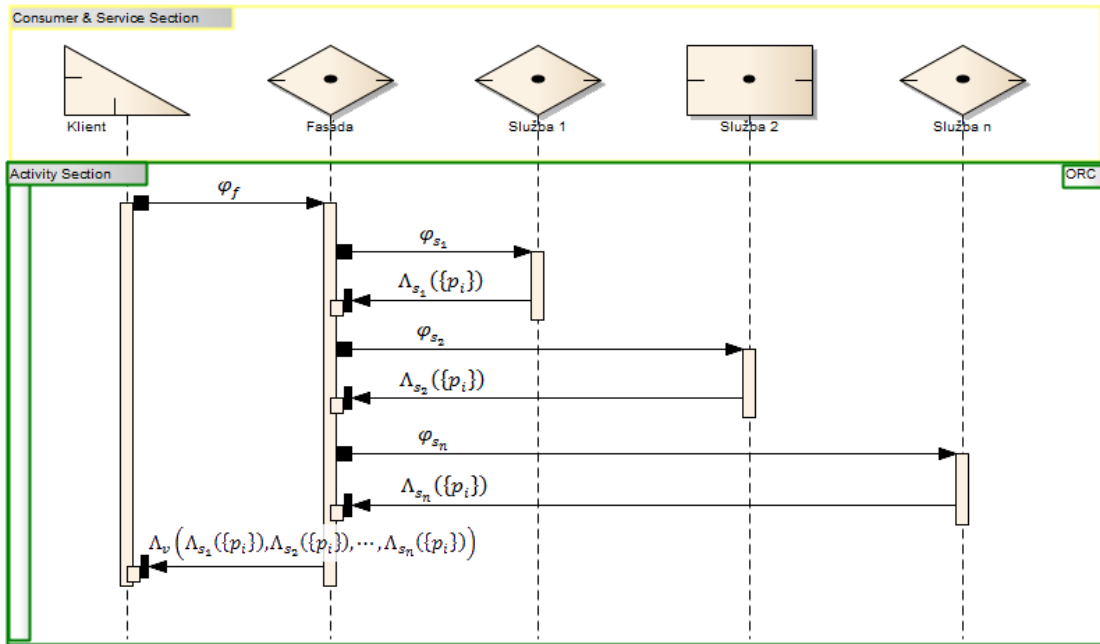 Consumer & Service Section
Klient
Fasáda
Služba 1
Služba 2
Služba n
Activity Section
ORC
φ_f
φ_{s_1}
Λ_{s_1}({p_i})
φ_{s_2}
Λ_{s_2}({p_i})
φ_{s_n}
Λ_{s_n}({p_i})
Λ_v(Λ_{s_1}({p_i}),Λ_{s_2}({p_i}),⋯,Λ_{s_n}({p_i}))